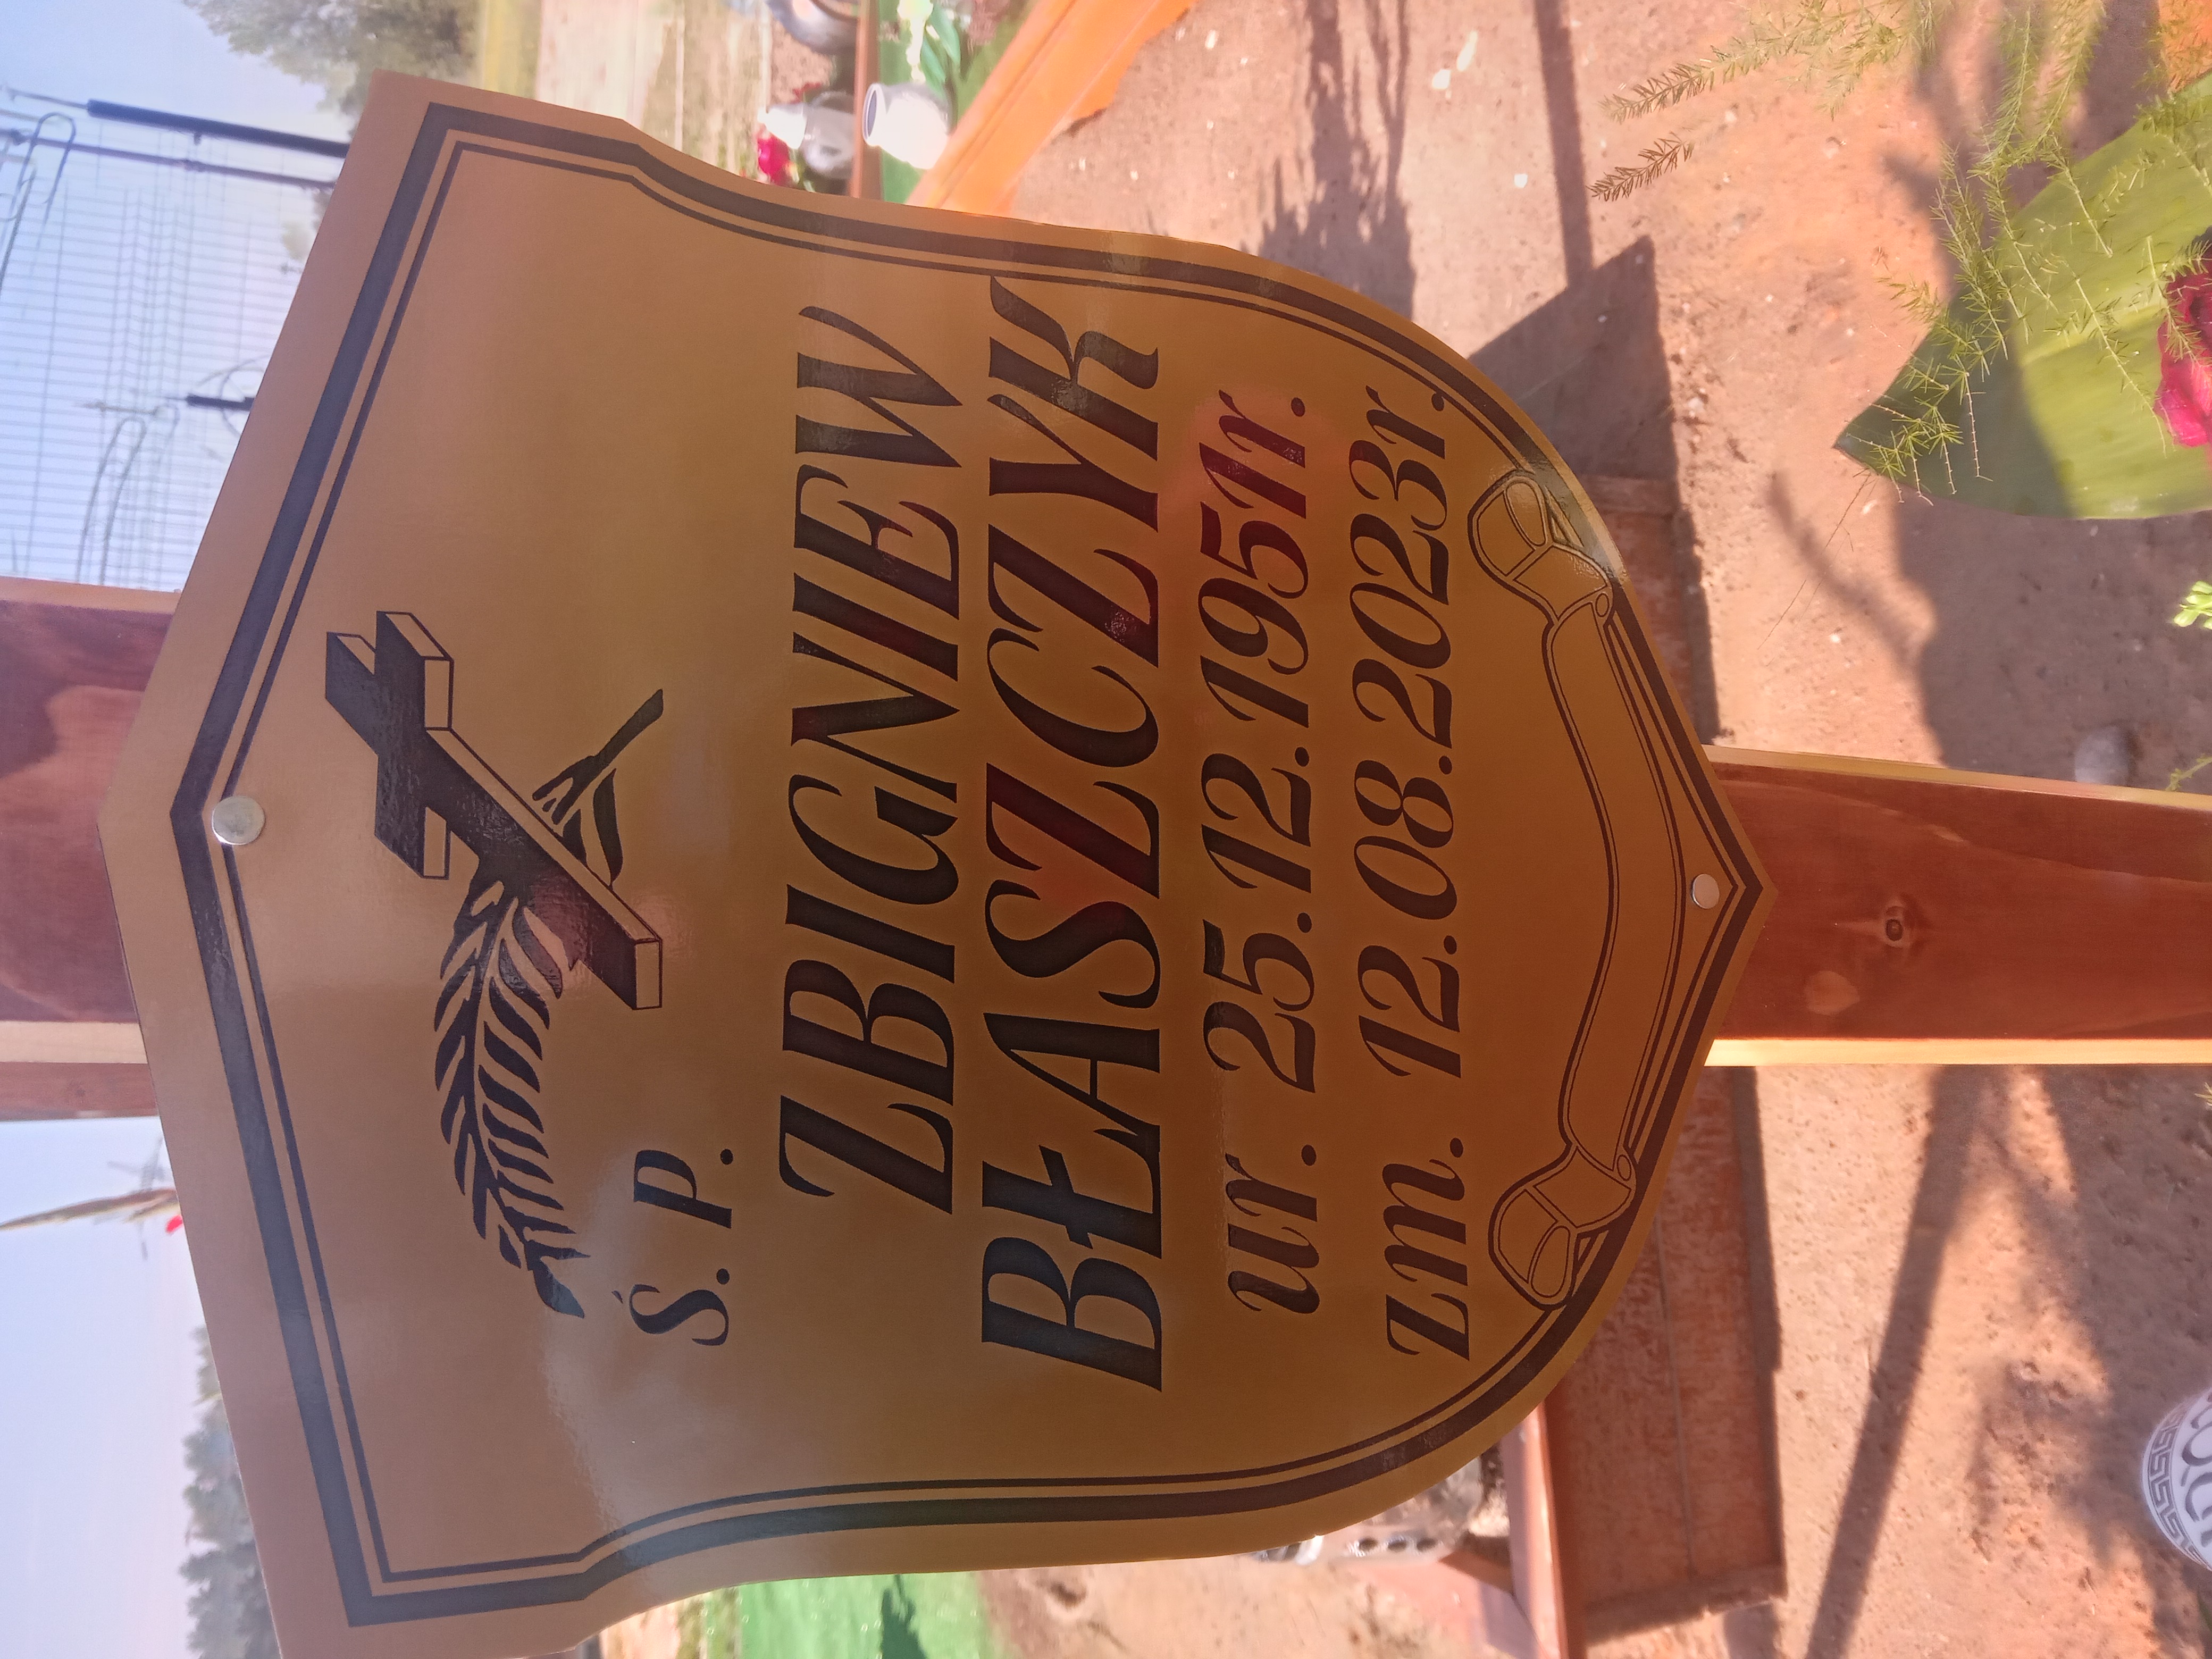 Ś. P.
ZBIGNIEW
BŁASZCZYK
ur. 25.12.1951r.
zm. 12.08.2023r.